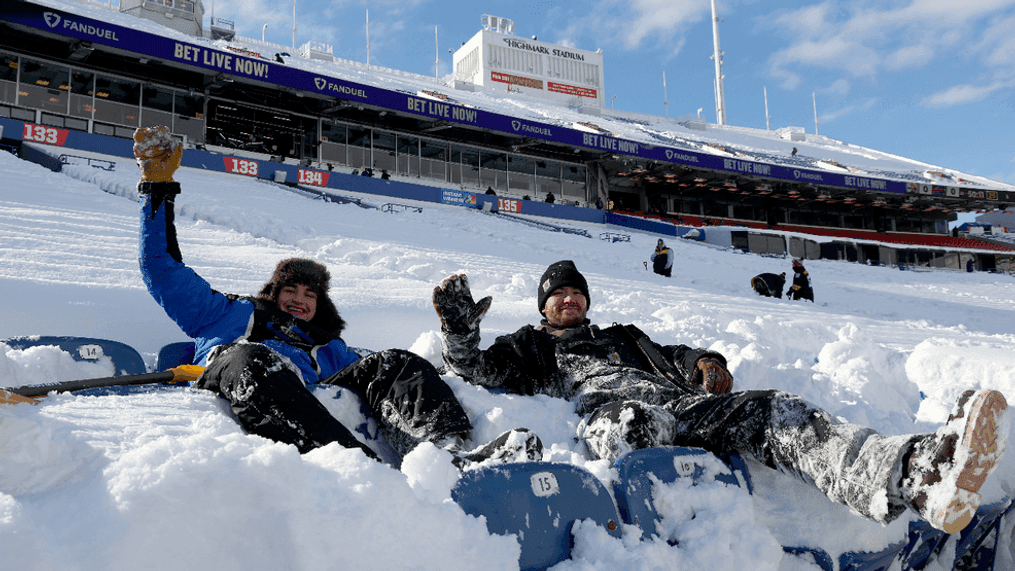 FANDUEL
BET LIVE NOW!
FANDUEL
BET LIVE NOW!
FANDUEL
BET LIVE NOW!
FANDUEL
BET LIVE NOW!
FANDUEL
BET LIVE NOW!
HIGHMARK STADIUM
133
133
134
135
14
15